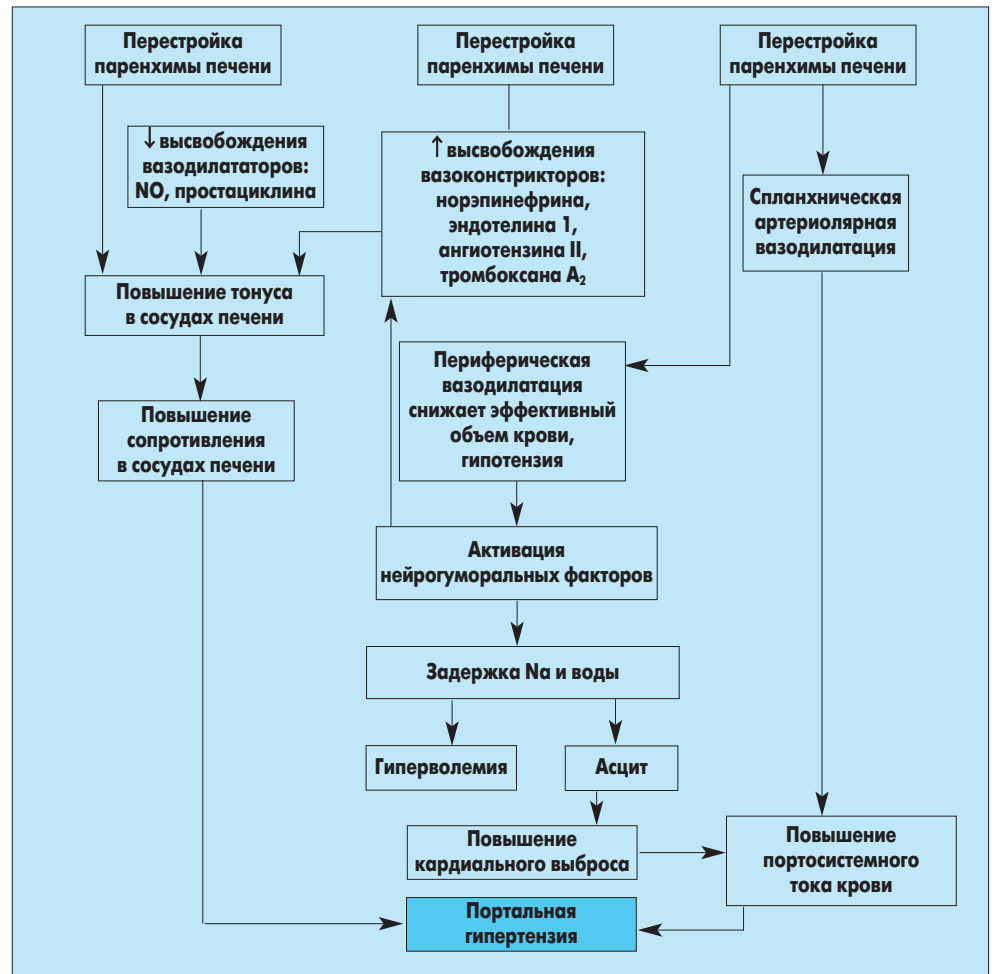 Перестройка
паренхимы печени
Перестройка
паренхимы печени
Перестройка
паренхимы печени
↓ высвобождения
вазодилататоров:
NO, простациклина
↑ высвобождения
вазоконстрикторов:
норэпинефрина,
эндотелина 1,
ангиотензина II,
тромбоксана A₂
Спланхническая
артериолярная
вазодилатация
Повышение тонуса
в сосудах печени
Периферическая
вазодилатация
снижает эффективный
объем крови,
гипотензия
Повышение
сопротивления
в сосудах печени
Активация
нейрогуморальных факторов
Задержка Na и воды
Гиперволемия
Асцит
Повышение
кардиального выброса
Повышение
портосистемного
тока крови
Портальная
гипертензия